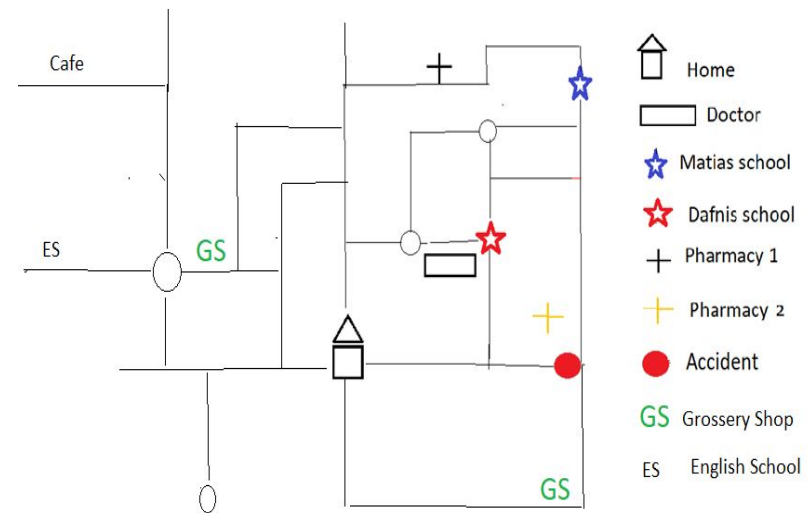 Cafe
ES
GS
GS
Home
Doctor
Matias school
Dafnis school
Pharmacy 1
Pharmacy 2
Accident
GS Grossery Shop
ES English School